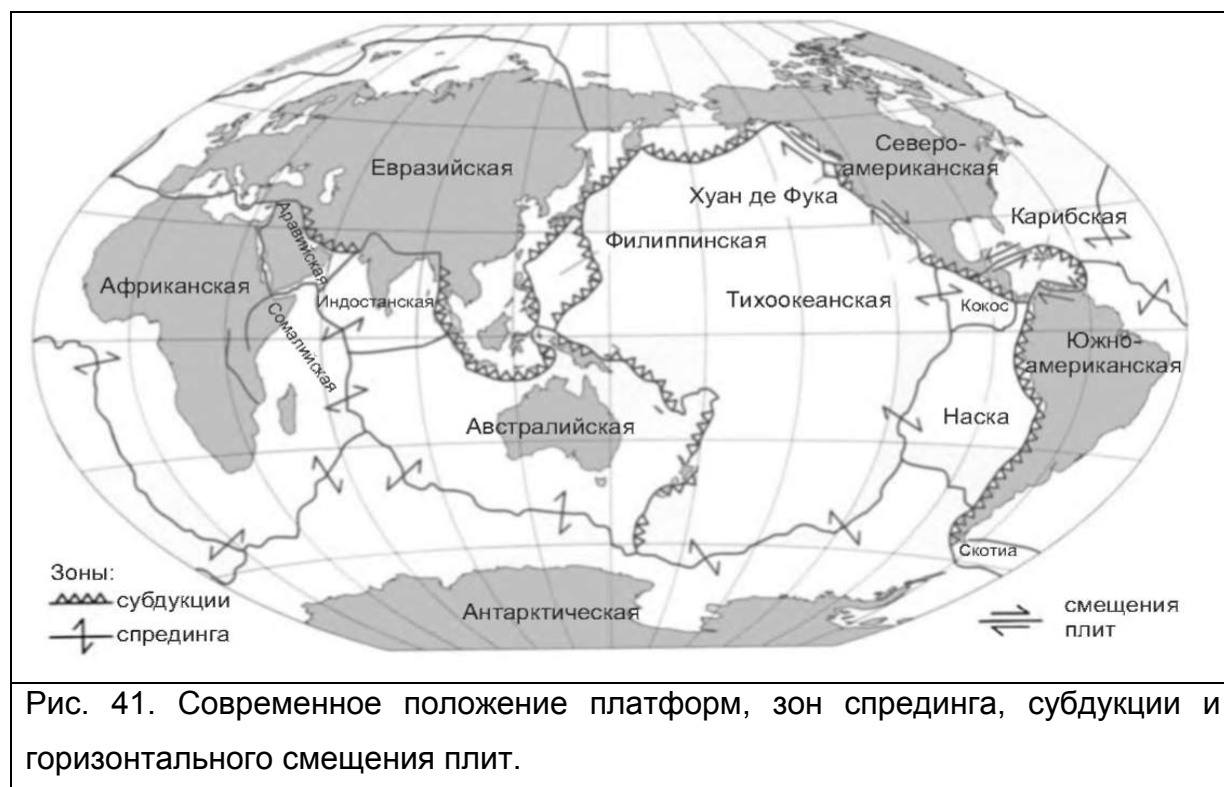 Северо-
американская
Евразийская
Хуан де Фука
Карибская
Филиппинская
Аравийская
Африканская
Индостанская
Тихоокеанская
Кокос
Сомалийская
Южно-
американская
Наска
Австралийская
Скотиа
Зоны:
субдукции
спрединга
Антарктическая
смещения
плит
Рис. 41. Современное положение платформ, зон спрединга, субдукции и
горизонтального смещения плит.